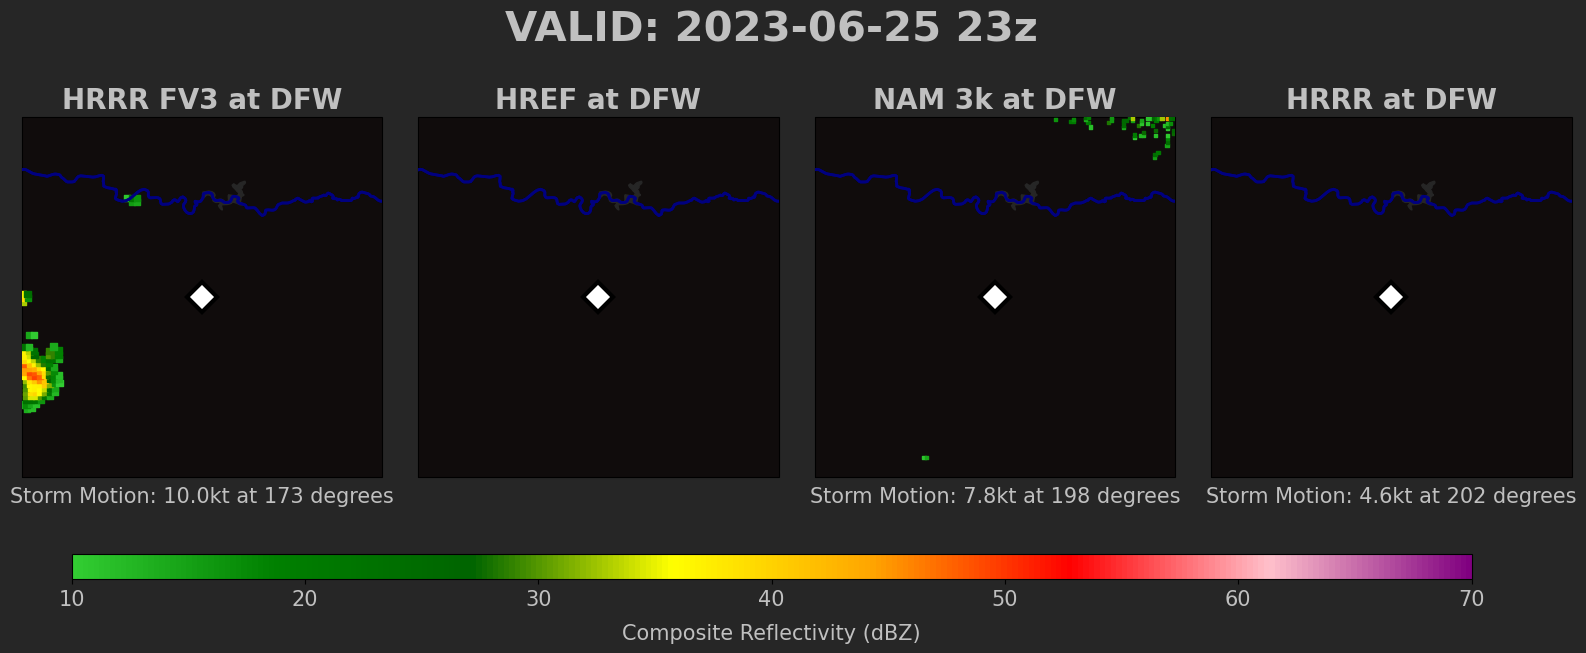 VALID: 2023-06-25 23z
HRRR FV3 at DFW
HREF at DFW
NAM 3k at DFW
HRRR at DFW
Storm Motion: 10.0kt at 173 degrees
Storm Motion: 7.8kt at 198 degrees
Storm Motion: 4.6kt at 202 degrees
10 20 30 40 50 60 70
Composite Reflectivity (dBZ)